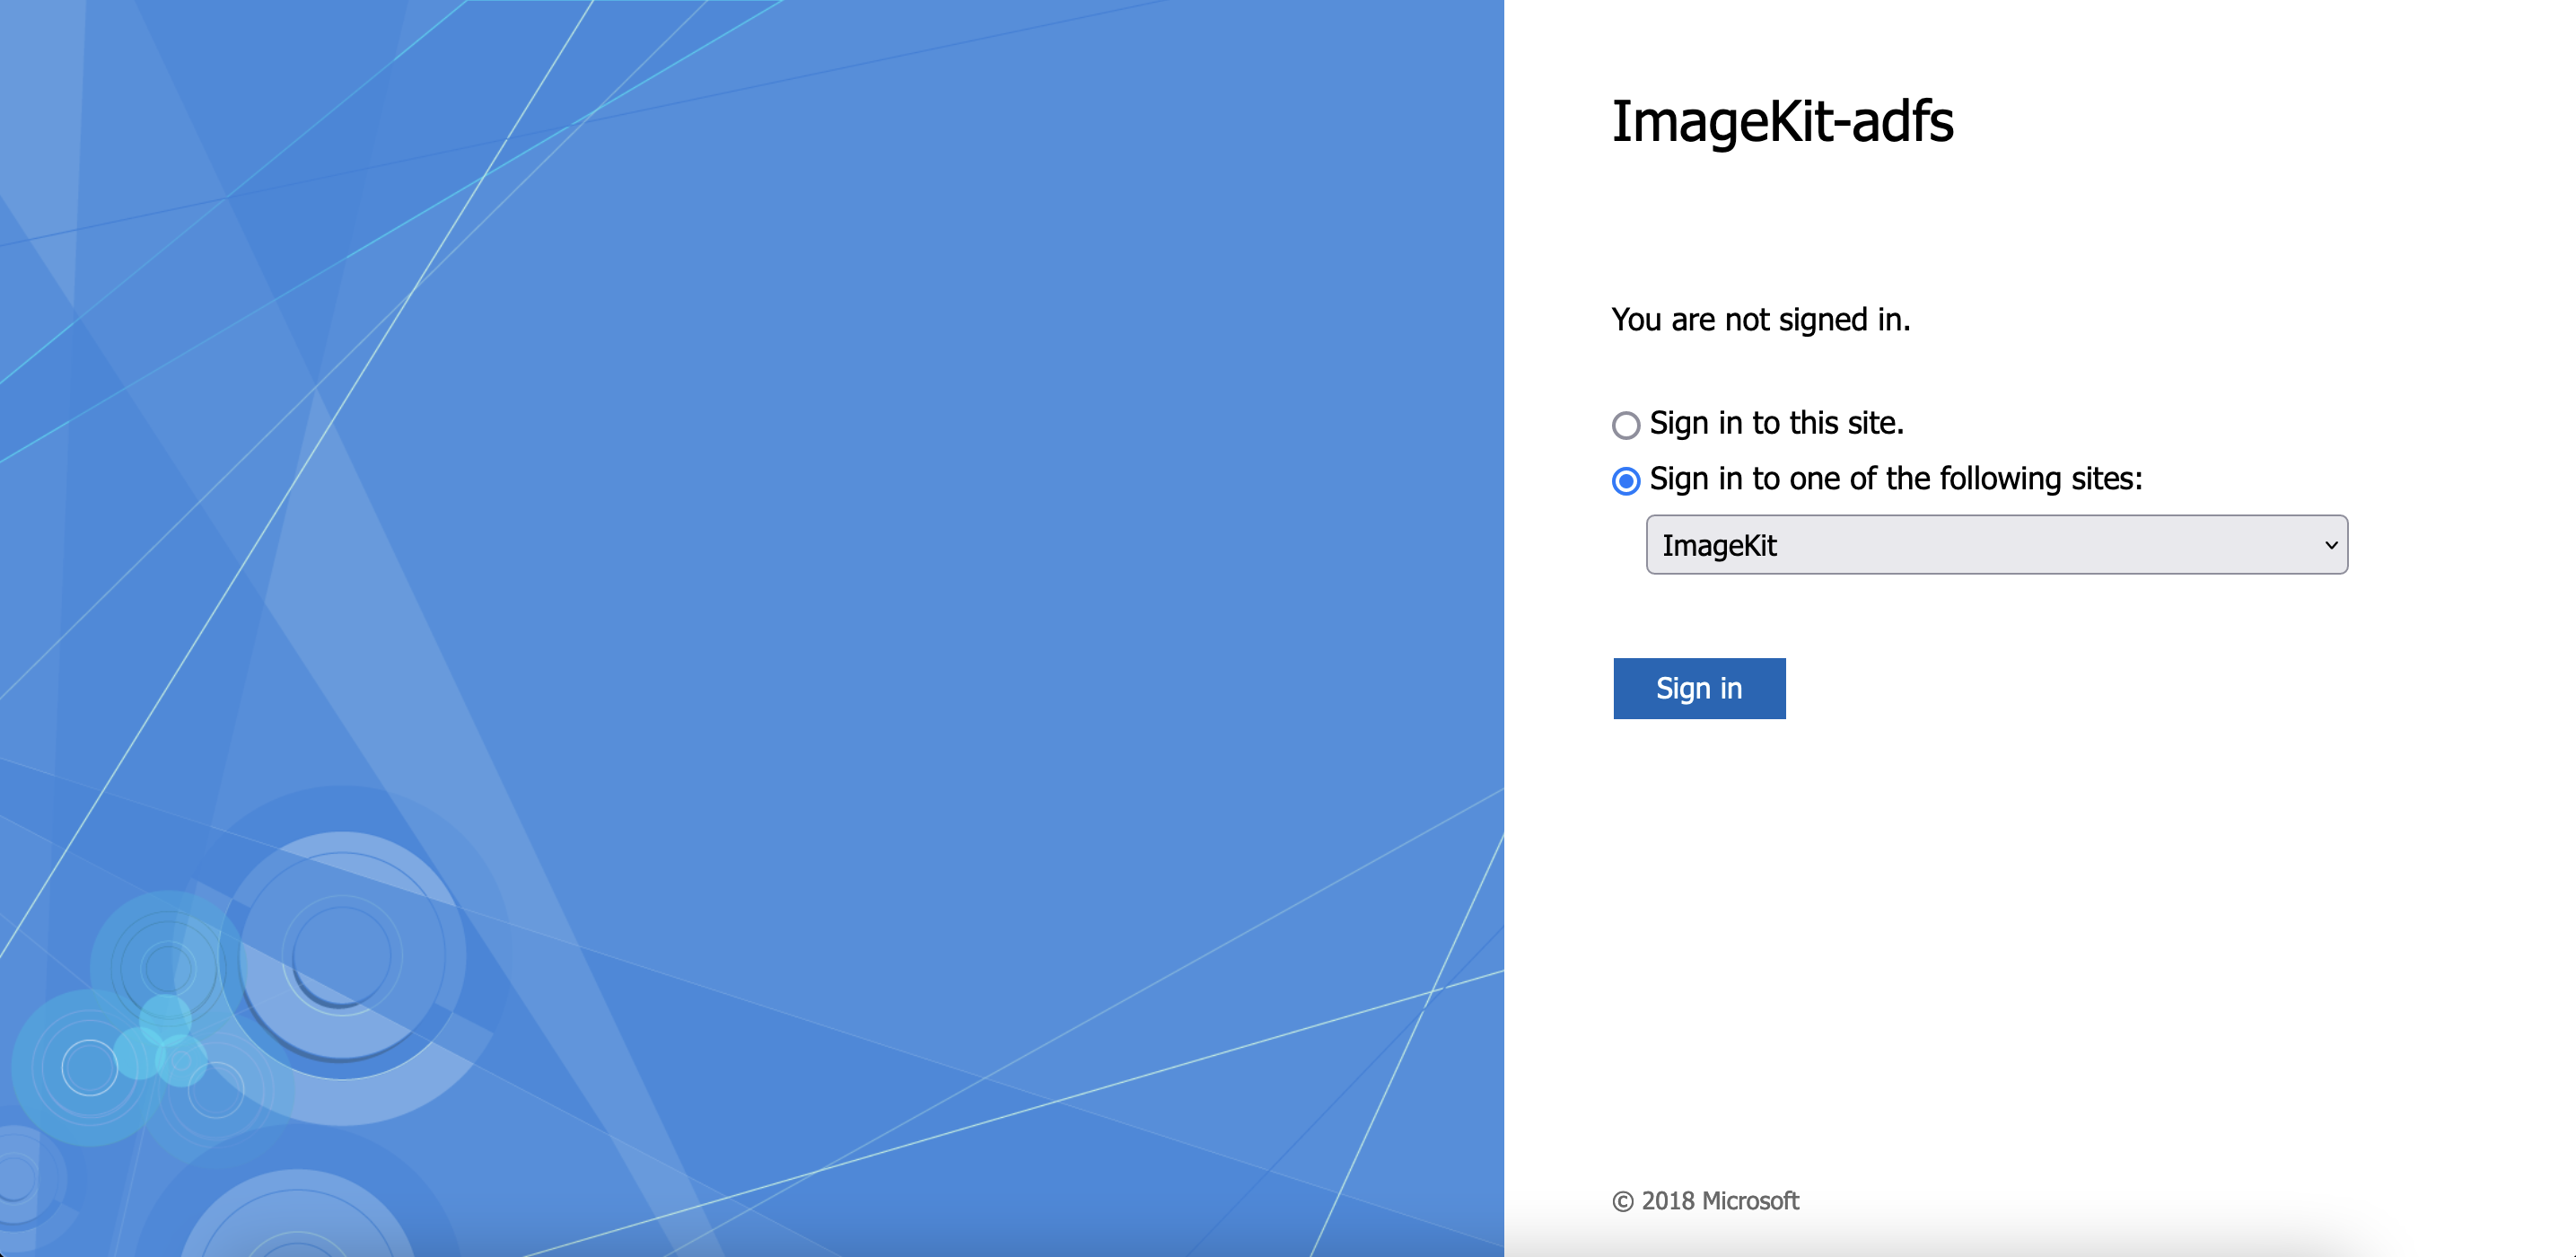 ImageKit-adfs
You are not signed in.
Sign in to this site.
Sign in to one of the following sites:
ImageKit
Sign in
© 2018 Microsoft